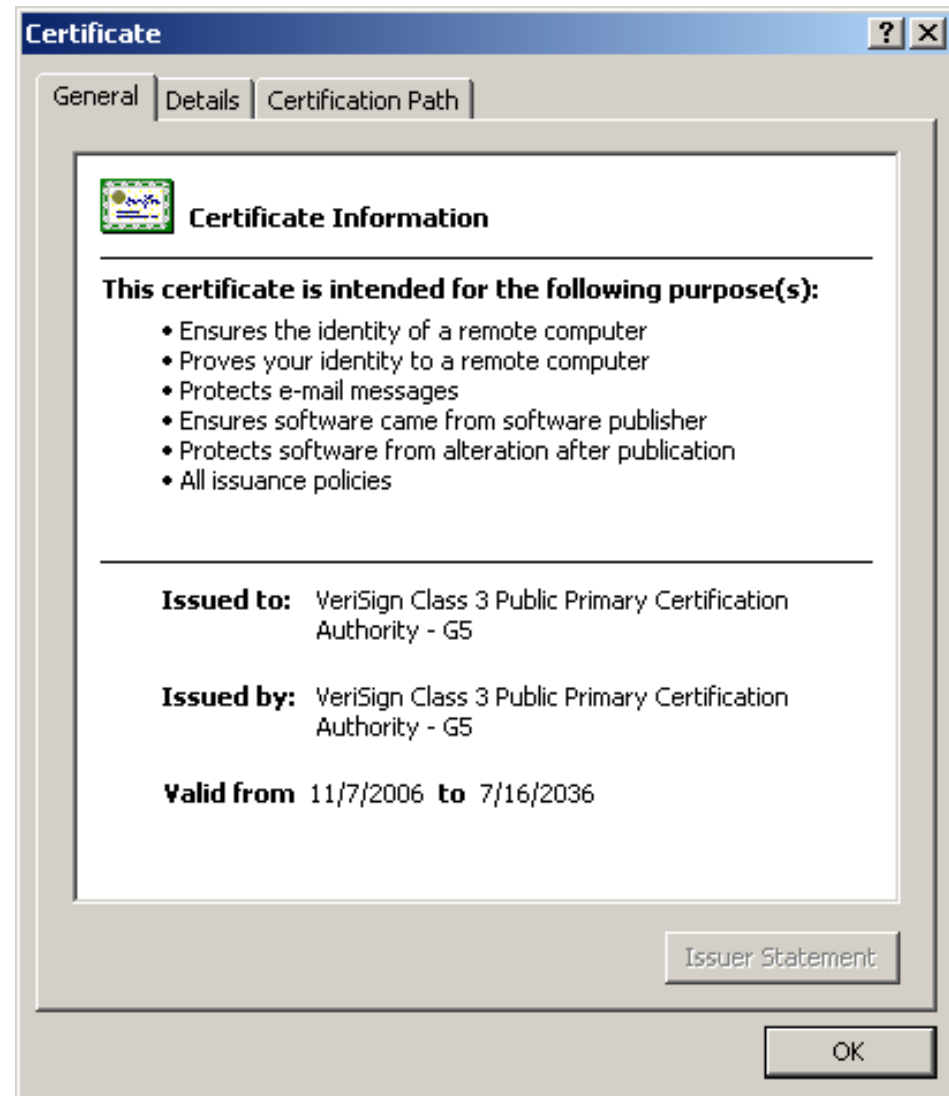 Certificate
General Details Certification Path
Certificate Information
This certificate is intended for the following purpose(s):
• Ensures the identity of a remote computer
• Proves your identity to a remote computer
• Protects e-mail messages
• Ensures software came from software publisher
• Protects software from alteration after publication
• All issuance policies
Issued to: VeriSign Class 3 Public Primary Certification
Authority - G5
Issued by: VeriSign Class 3 Public Primary Certification
Authority - G5
Valid from 11/7/2006 to 7/16/2036
Issuer Statement
OK